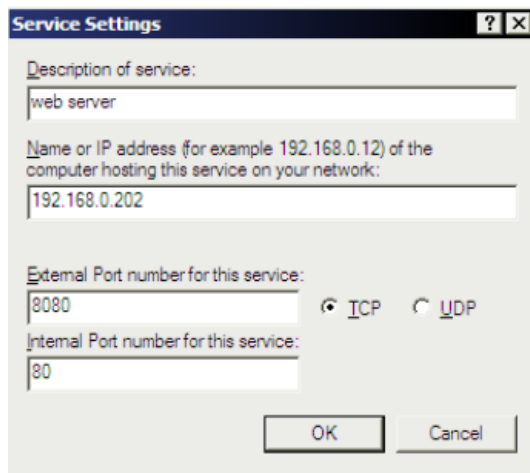 Service Settings
Description of service:
web server
Name or IP address (for example 192.168.0.12) of the
computer hosting this service on your network:
192.168.0.202
External Port number for this service:
8080 TCP UDP
Internal Port number for this service:
80
OK Cancel